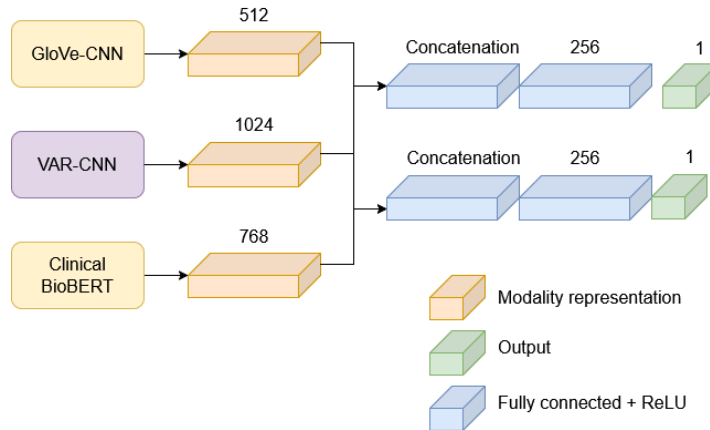 512
GloVe-CNN
Concatenation
256
1
1024
VAR-CNN
Concatenation
256
1
768
Clinical
BioBERT
Modality representation
Output
Fully connected + ReLU